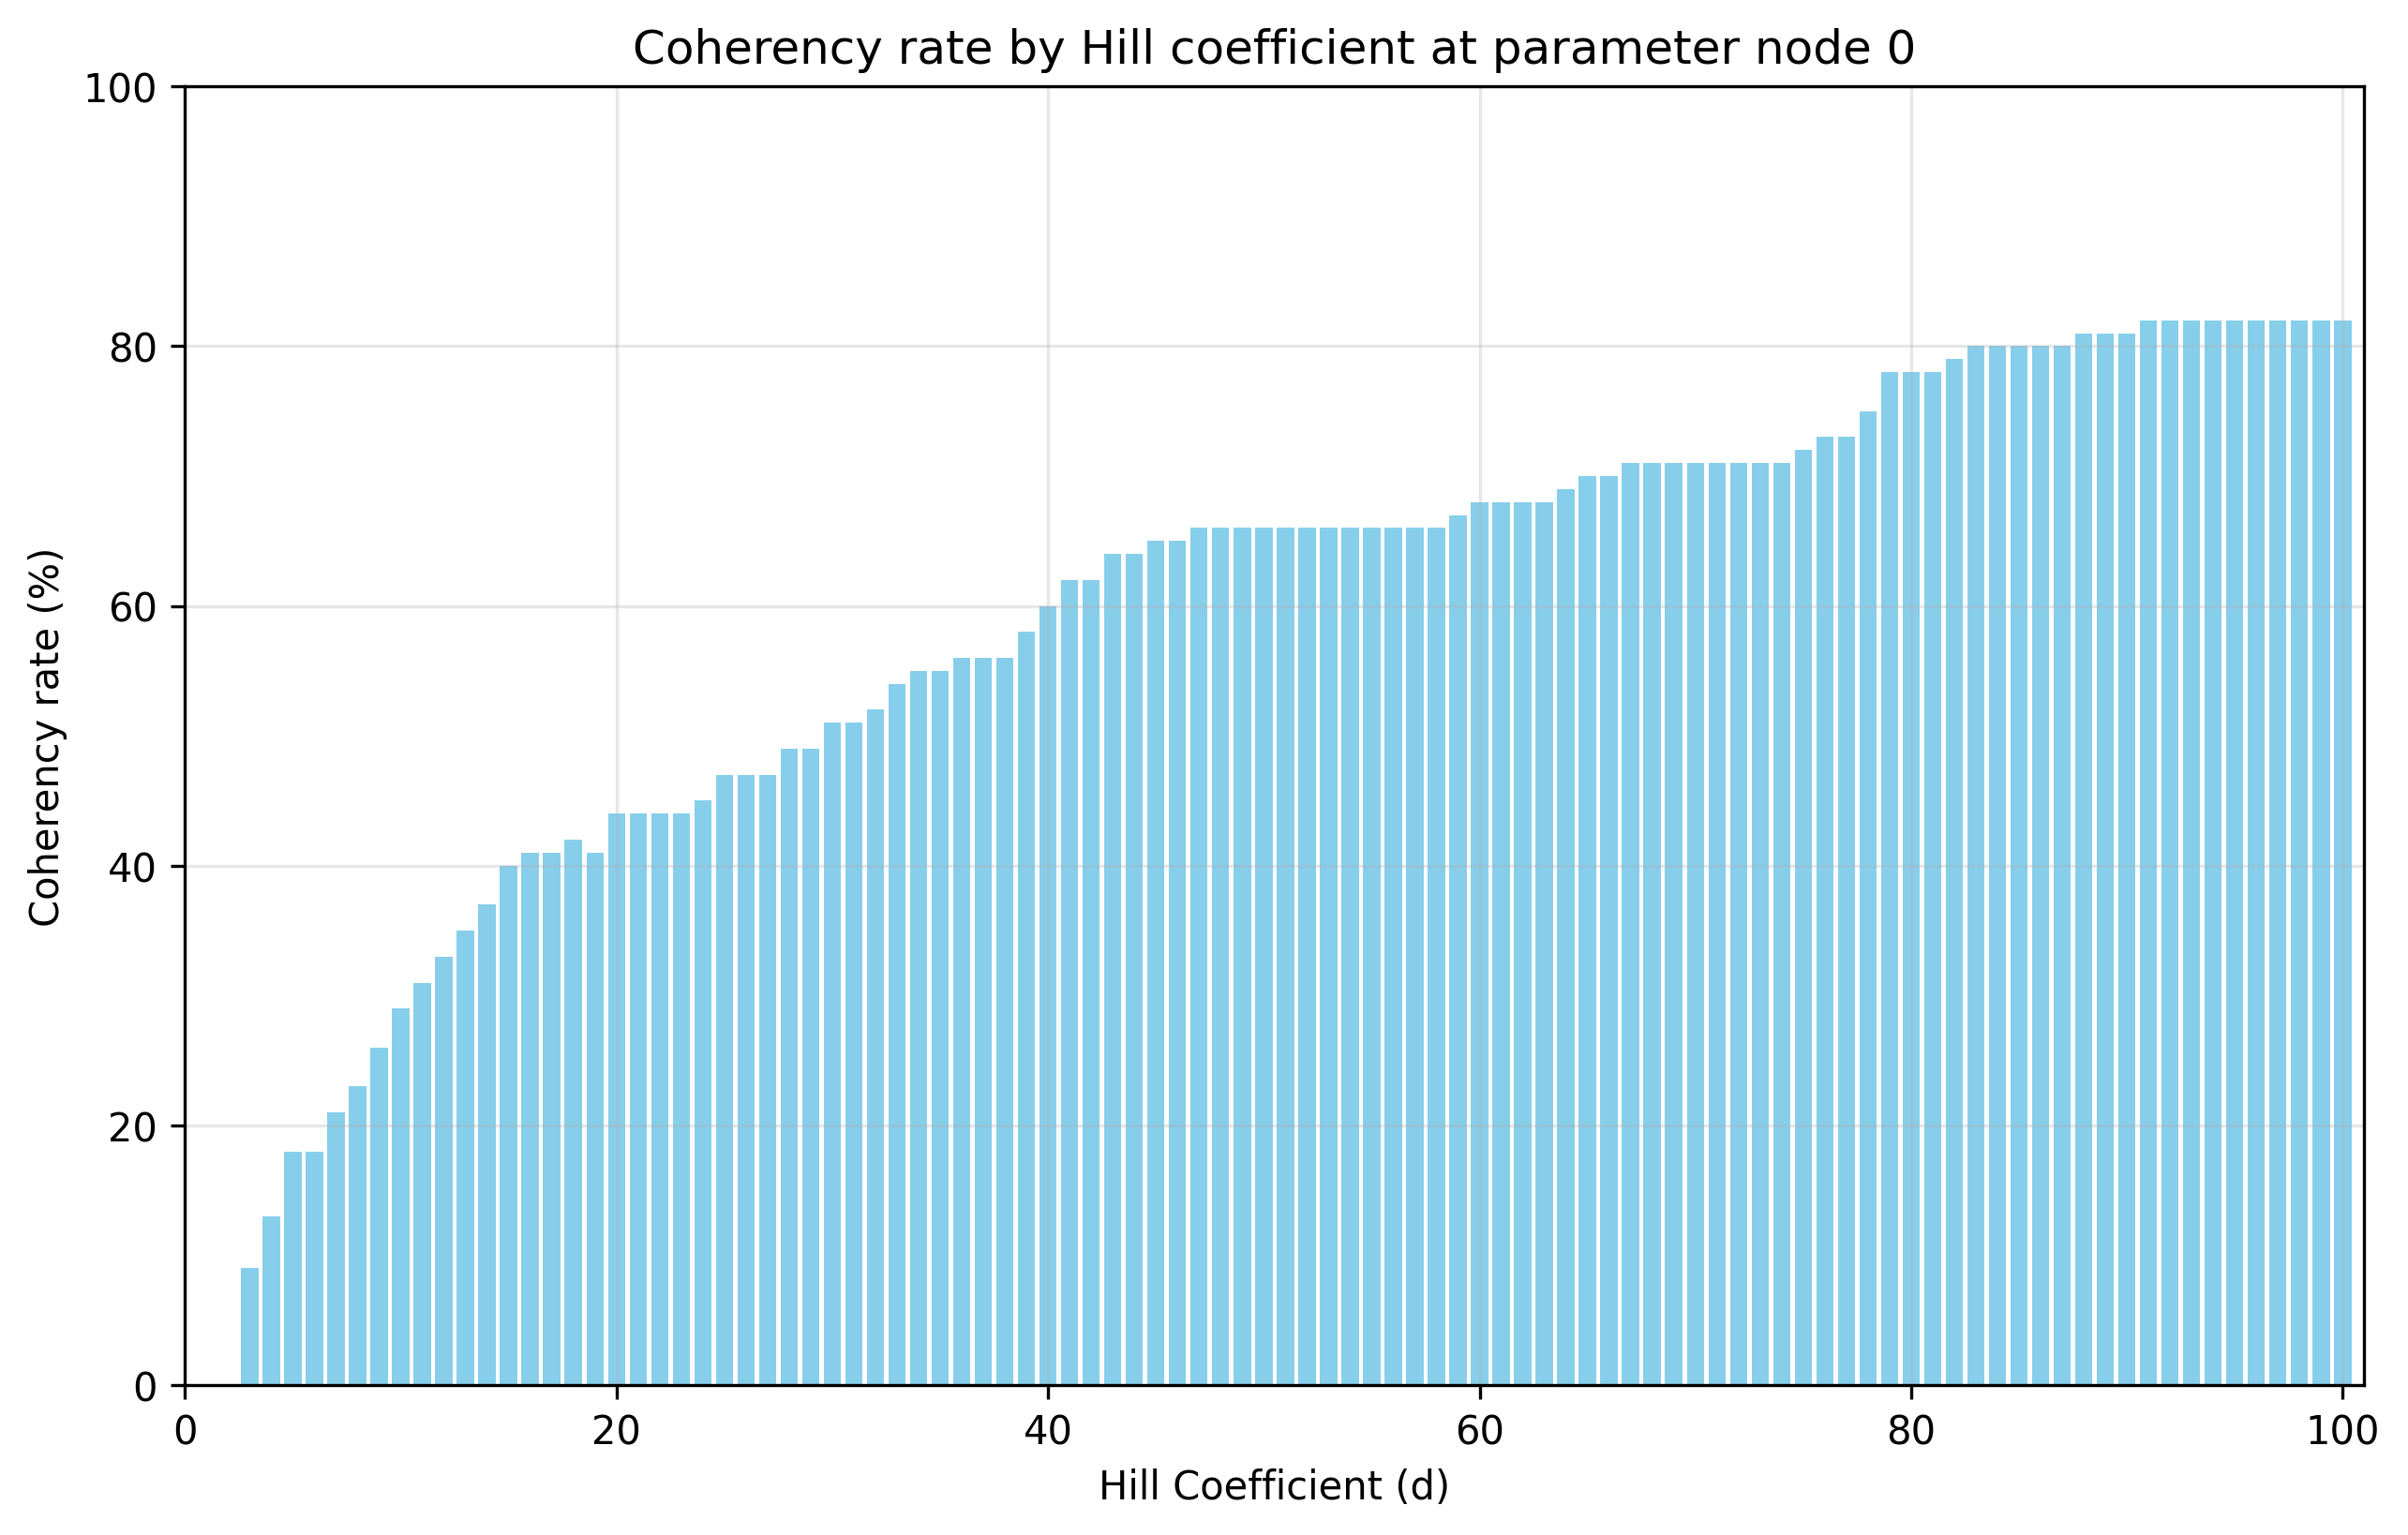 Coherency rate by Hill coefficient at parameter node 0
100
80
60
40
20
0
Coherency rate (%)
0 20 40 60 80 100
Hill Coefficient (d)